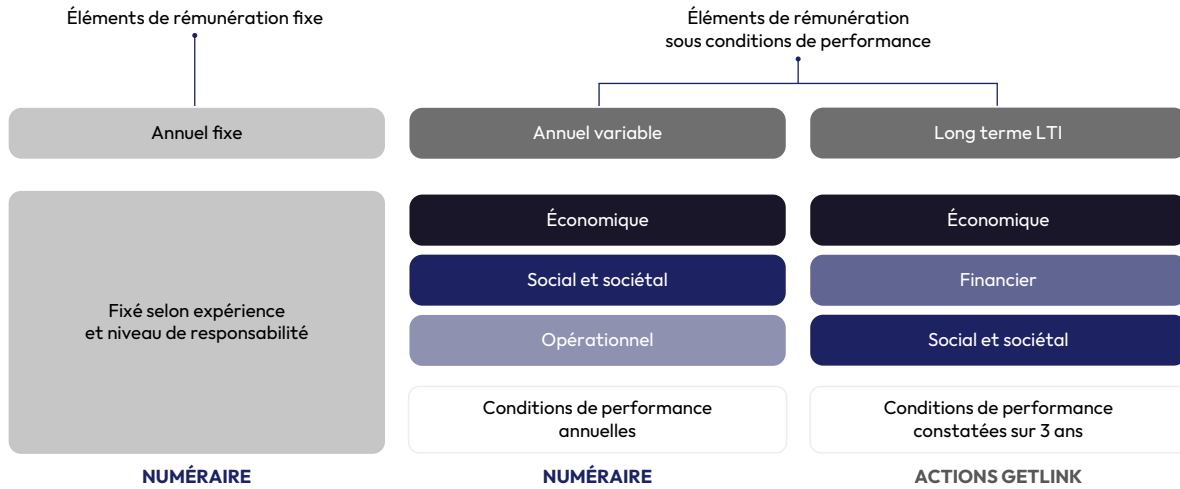 Éléments de rémunération fixe
Éléments de rémunération
sous conditions de performance
Annuel fixe
Annuel variable
Long terme LTI
Fixé selon expérience
et niveau de responsabilité
Économique
Social et sociétal
Opérationnel
Conditions de performance
annuelles
Économique
Financier
Social et sociétal
Conditions de performance
constatées sur 3 ans
NUMÉRAIRE
NUMÉRAIRE
ACTIONS GETLINK